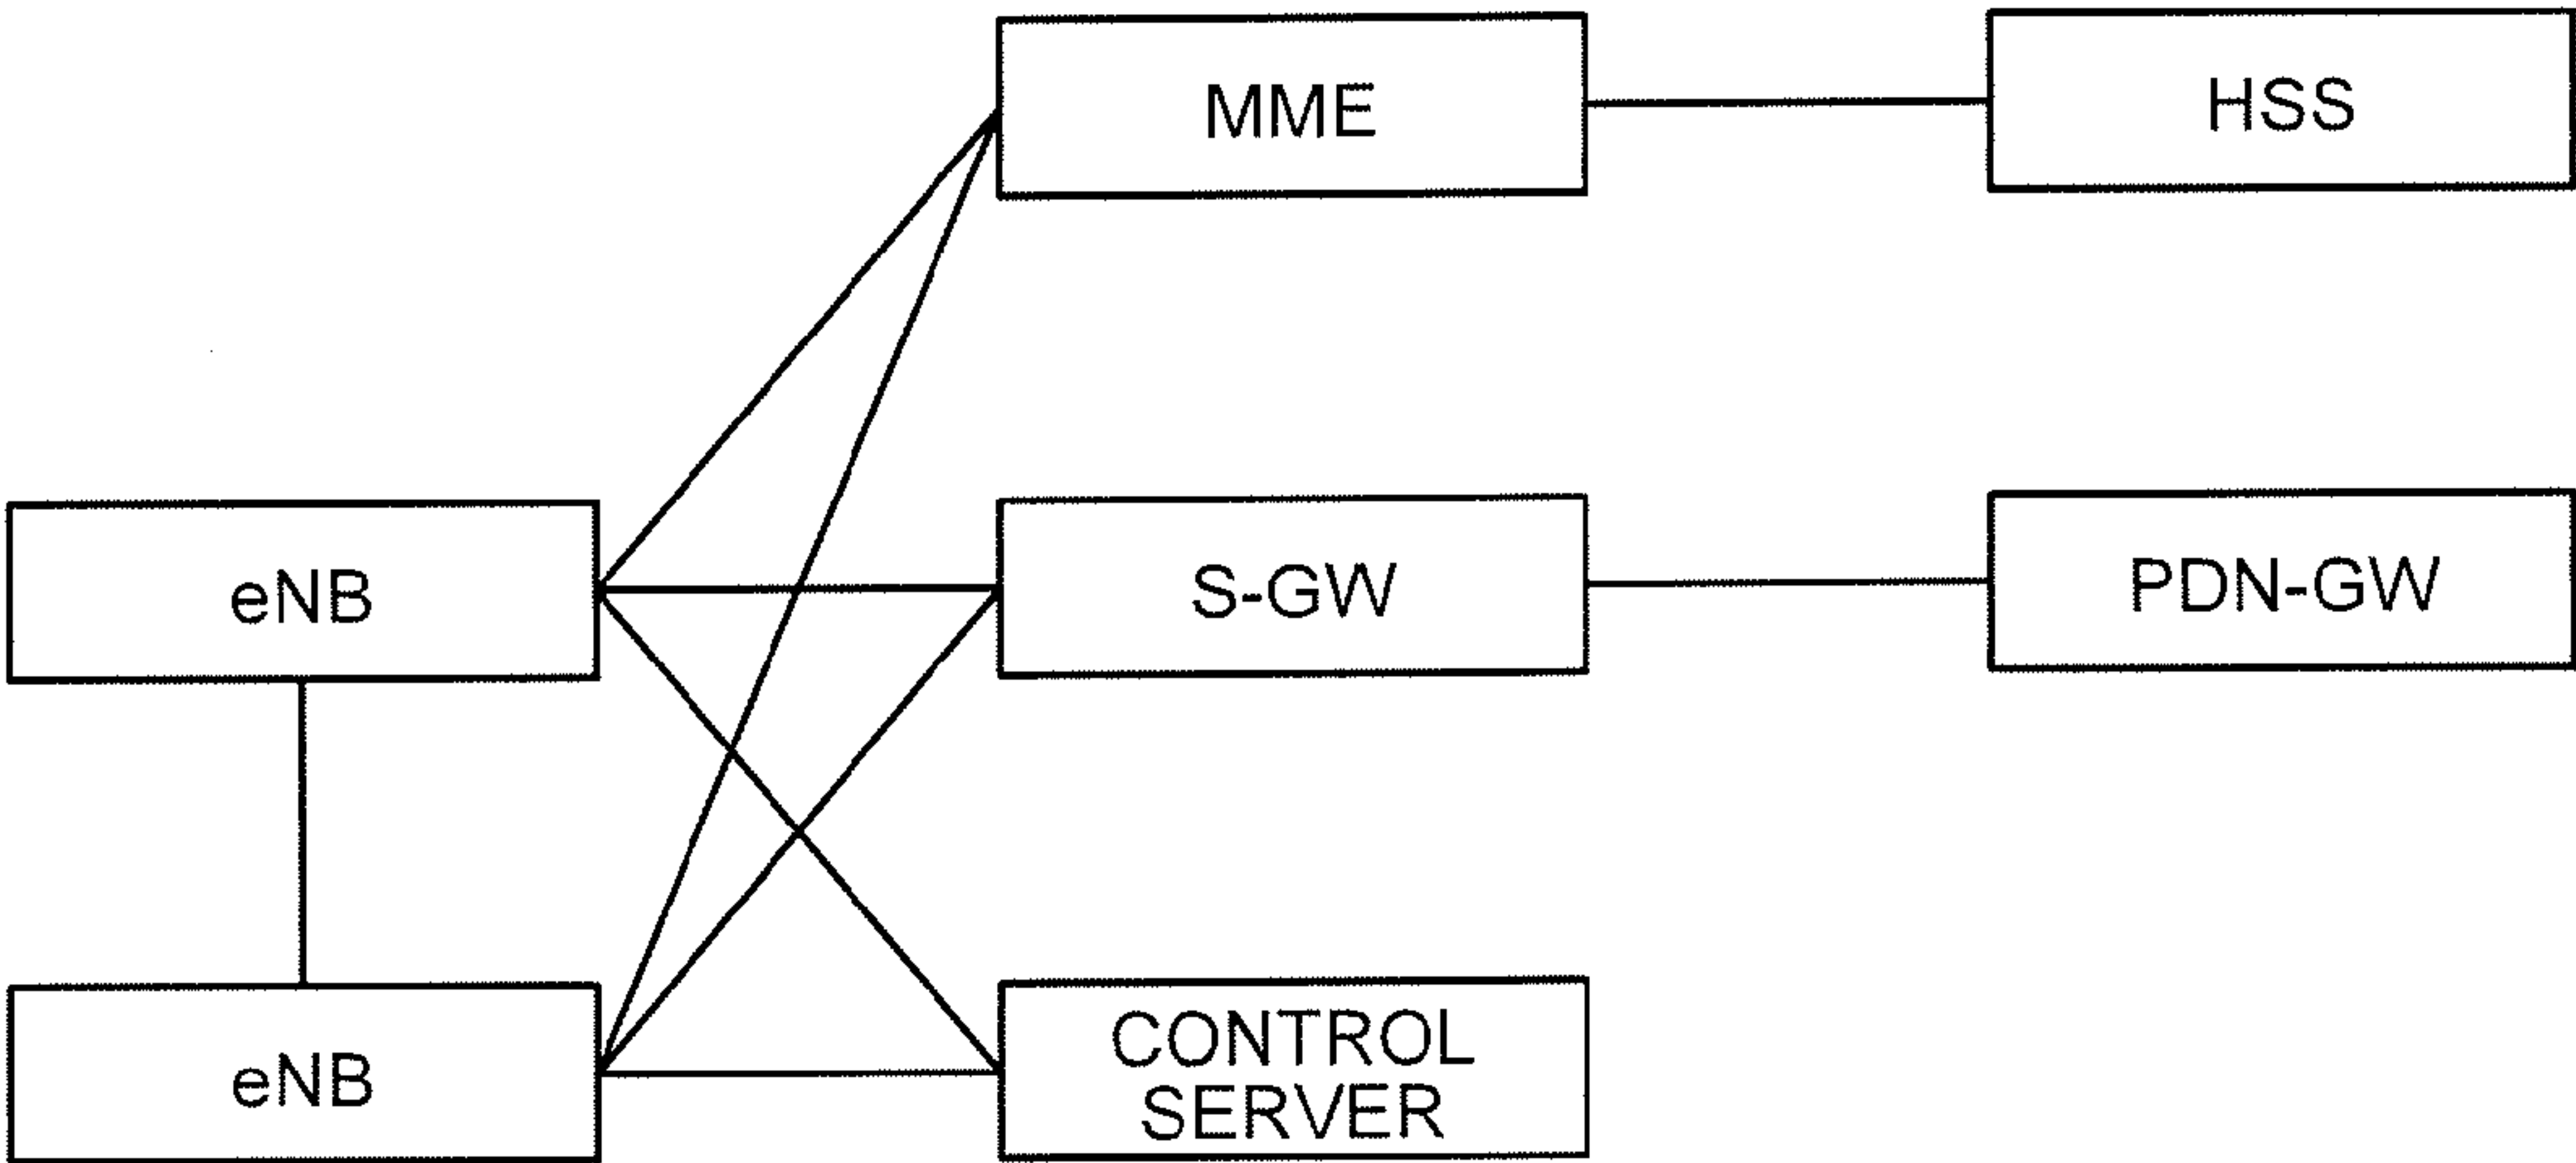 MME
HSS
eNB
S-GW
PDN-GW
eNB
CONTROL
SERVER